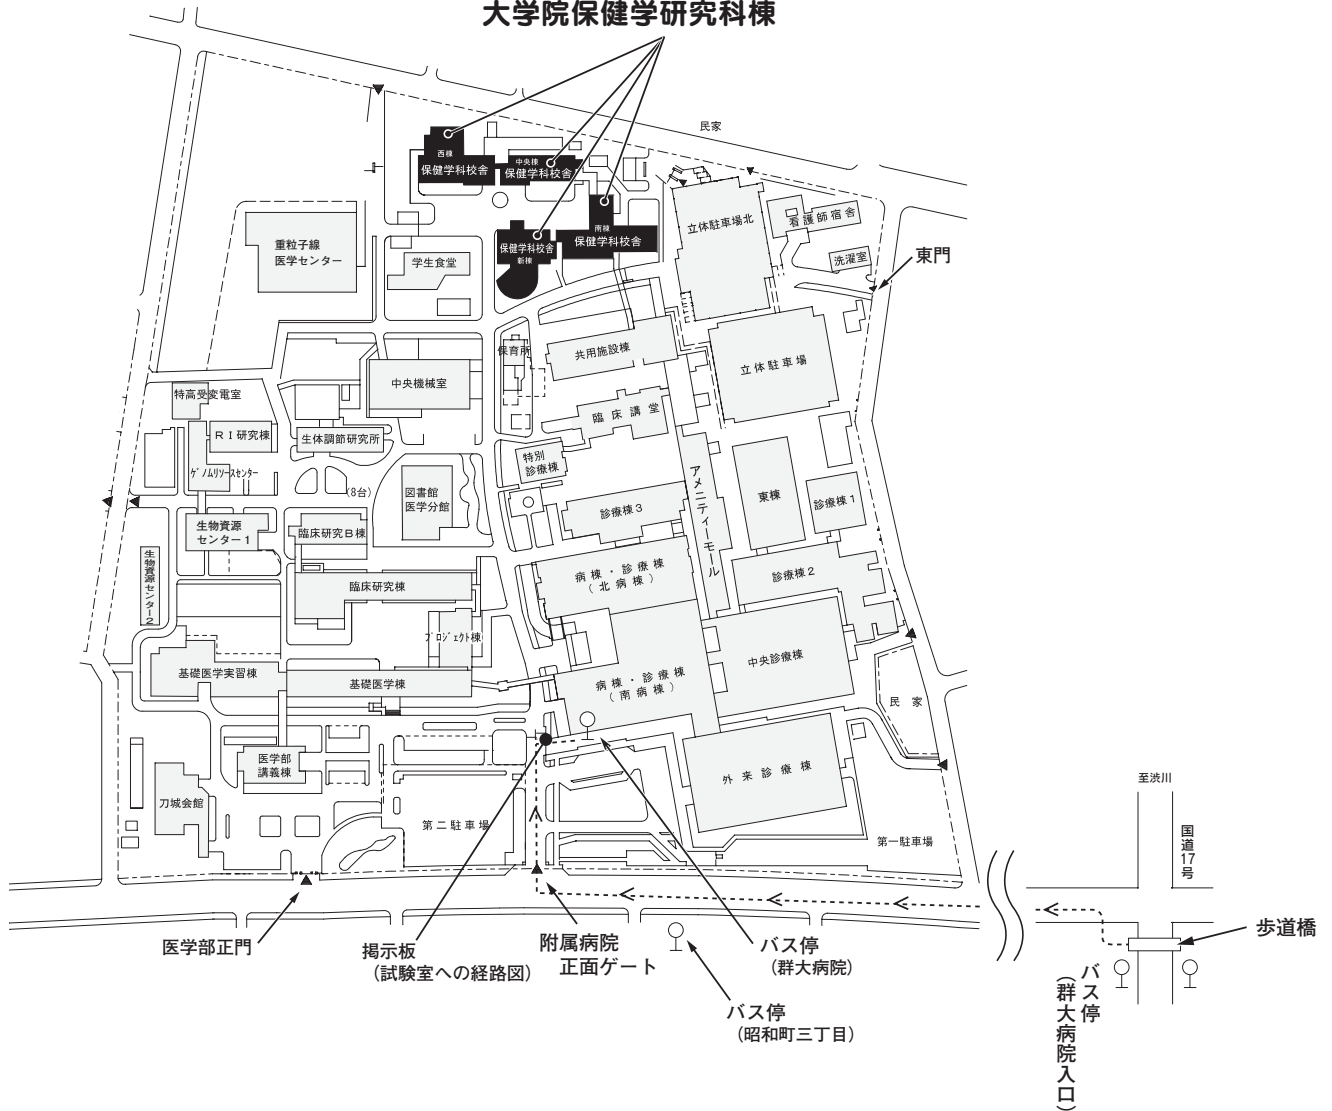 大学院保健学研究科棟
民家
西棟
保健学科校舎
中央棟
保健学科校舎
南棟
保健学科校舎
保健学科校舎
新棟
立体駐車場北
看護師宿舎
洗濯室
東門
重粒子線
医学センター
学生食堂
保育所
共用施設棟
立体駐車場
中央機械室
特高受変電室
臨床講堂
RI研究棟
生体調節研究所
ゲノムリソースセンター
特別
診療棟
アメニティーモール
(8台)
図書館
医学分館
東棟
診療棟1
診療棟3
生物資源
センター1
臨床研究B棟
生物資源センター2
病棟・診療棟
(北病棟)
診療棟2
臨床研究棟
プロジェクト棟
中央診療棟
基礎医学実習棟
基礎医学棟
病棟・診療棟
(南病棟)
民家
医学部
講義棟
外来診療棟
刀城会館
第二駐車場
第一駐車場
至渋川
国道17号
医学部正門
掲示板
(試験室への経路図)
附属病院
正面ゲート
バス停
(群大病院)
バス停
(昭和町三丁目)
歩道橋
バス停
(群大病院入口)